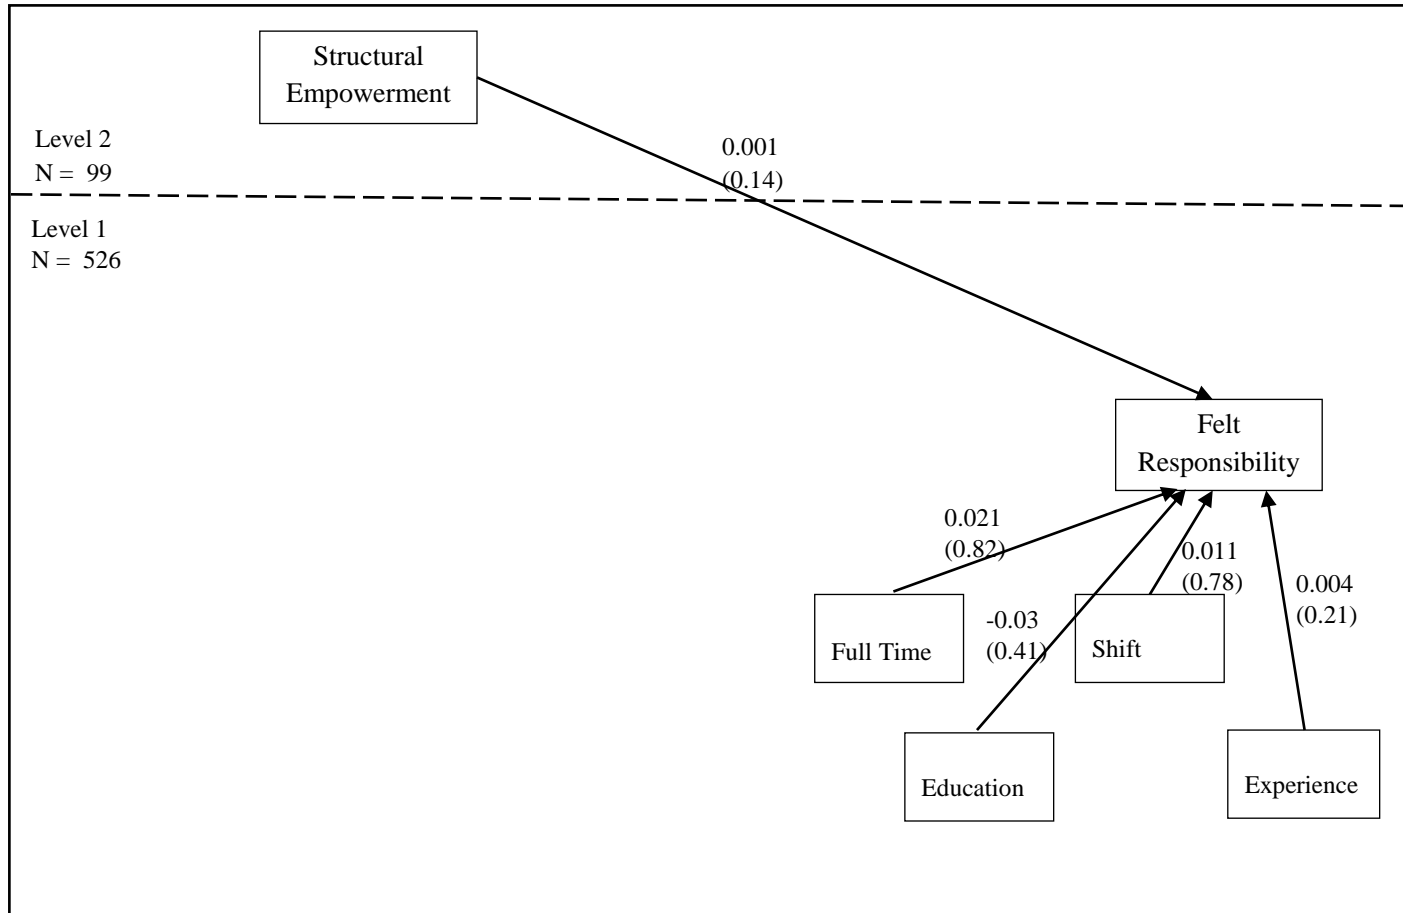 Structural
Empowerment
Level 2
N = 99
0.001
(0.14)
Level 1
N = 526
Felt
Responsibility
0.021
(0.82)
0.011
(0.78)
0.004
(0.21)
-0.03
(0.41)
Full Time
Shift
Education
Experience